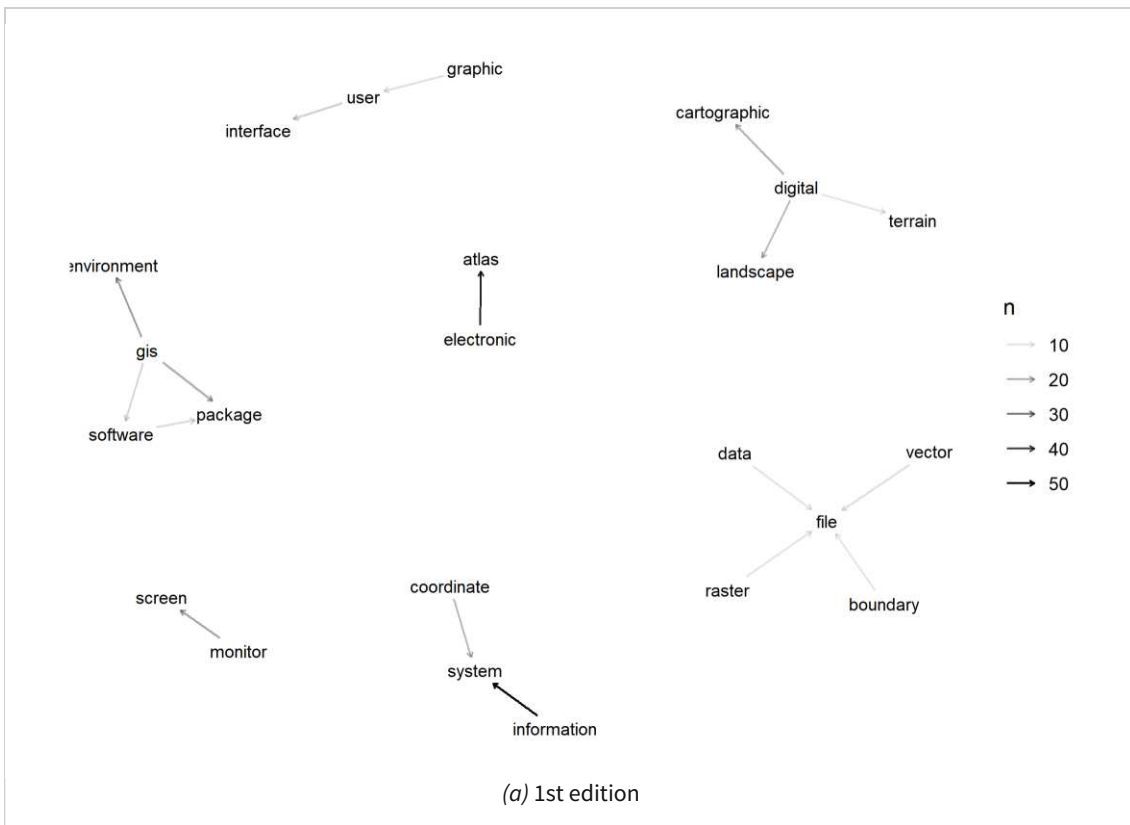 graphic
user
interface
cartographic
digital
terrain
landscape
environment
gis
software
package
atlas
electronic
n
10
20
30
40
50
data
vector
file
raster
boundary
screen
monitor
coordinate
system
information
(a) 1st edition